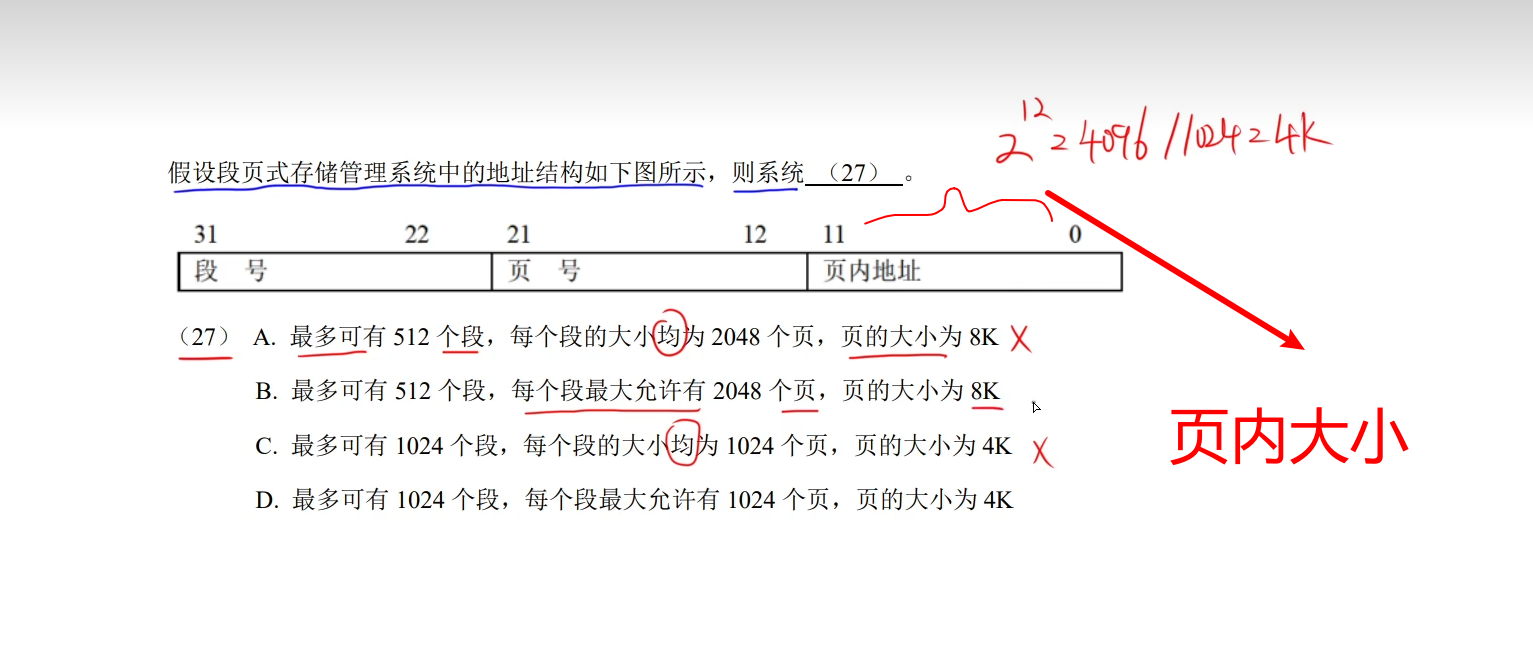 2^12 = 4096 / 1024 = 4K
假设段页式存储管理系统中的地址结构如下图所示，则系统 （27） 。
31 22 21 12 11 0
段 号 页 号 页内地址
（27） A. 最多可有 512 个段，每个段的大小均为 2048 个页，页的大小为 8K X
B. 最多可有 512 个段，每个段最大允许有 2048 个页，页的大小为 8K
C. 最多可有 1024 个段，每个段的大小均为 1024 个页，页的大小为 4K X
页内大小
D. 最多可有 1024 个段，每个段最大允许有 1024 个页，页的大小为 4K